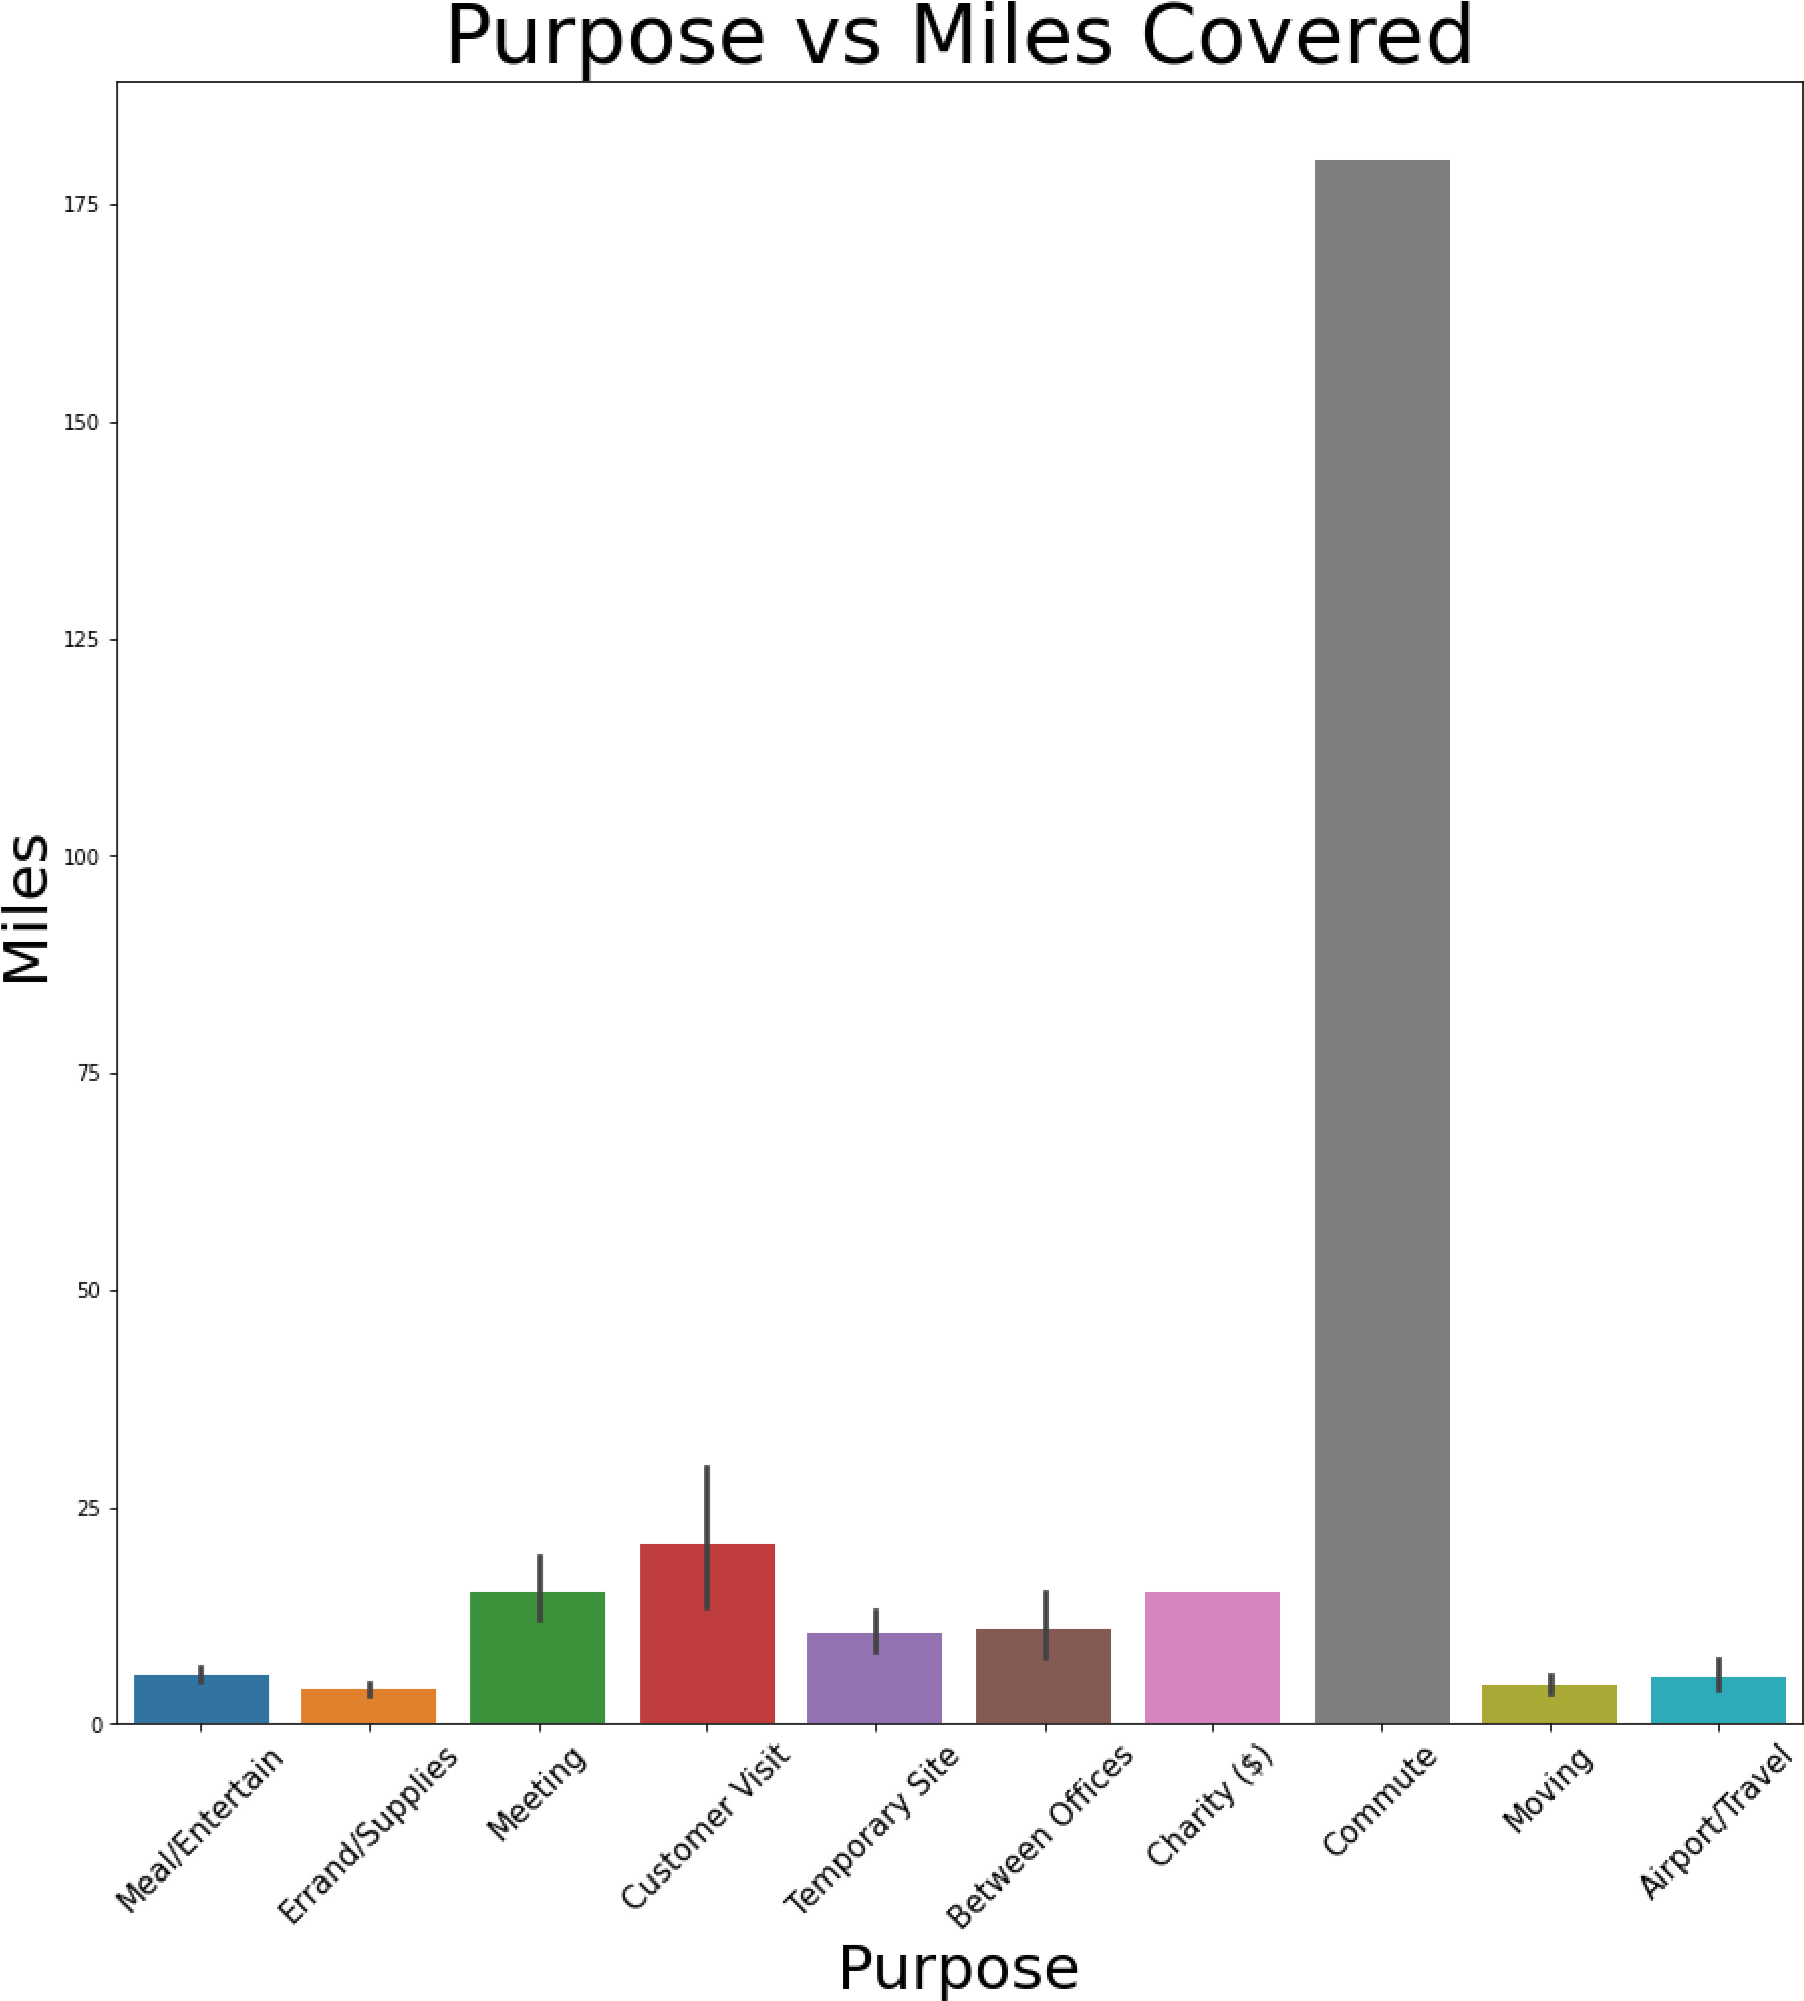 Purpose vs Miles Covered
Miles
175
150
125
100
75
50
25
0
Meal/Entertain
Errand/Supplies
Meeting
Customer Visit
Temporary Site
Between Offices
Charity ($)
Commute
Moving
Airport/Travel
Purpose